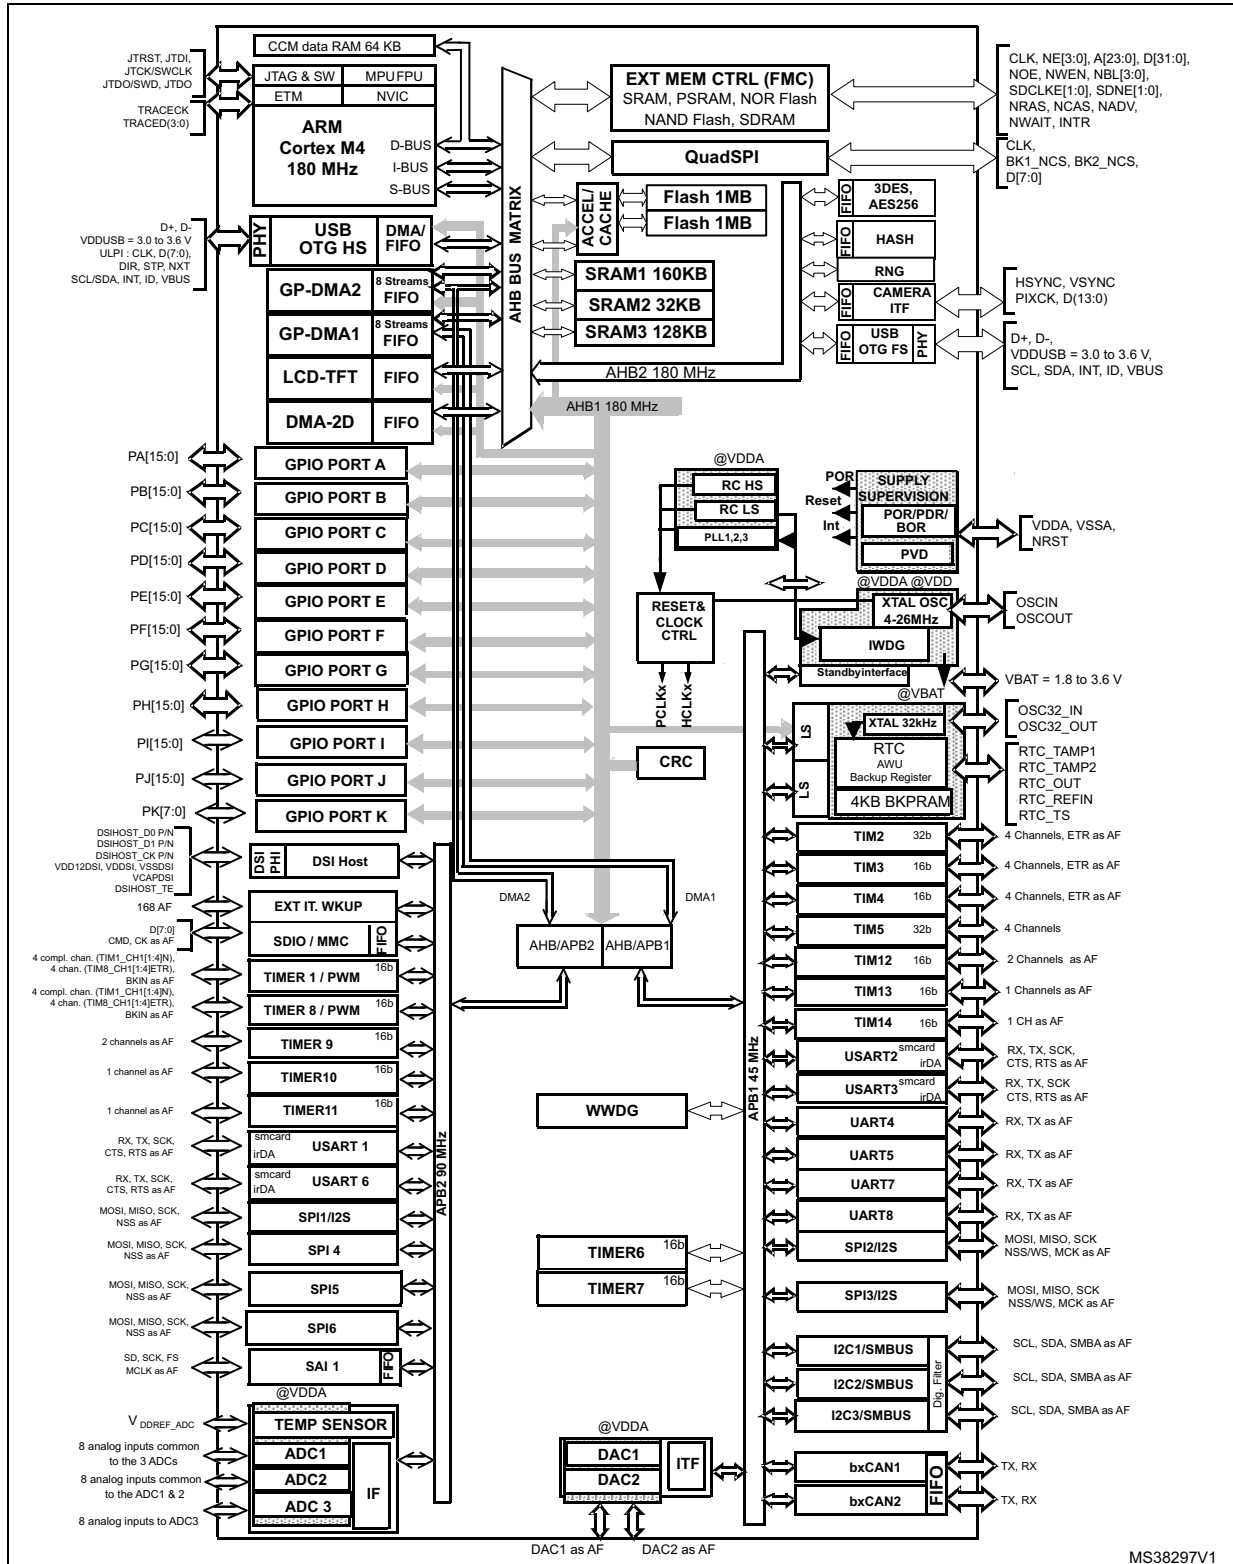 CCM data RAM 64 KB
JTRST, JTDI,
JTCK/SWCLK
JTDO/SWD, JTDO
TRACECK
TRACED(3:0)
JTAG & SW
MPU FPU
ETM
NVIC
ARM
Cortex M4
180 MHz
D-BUS
I-BUS
S-BUS
AHB BUS MATRIX
EXT MEM CTRL (FMC)
SRAM, PSRAM, NOR Flash
NAND Flash, SDRAM
CLK, NE[3:0], A[23:0], D[31:0],
NOE, NWEN, NBL[3:0],
SDCLKE[1:0], SDNE[1:0],
NRAS, NCAS, NADV,
NWAIT, INTR
QuadSPI
CLK,
BK1_NCS, BK2_NCS,
D[7:0]
ACCEL/
CACHE
Flash 1MB
Flash 1MB
SRAM1 160KB
SRAM2 32KB
SRAM3 128KB
FIFO
3DES,
AES256
FIFO
HASH
RNG
FIFO
CAMERA
ITF
HSYNC, VSYNC
PIXCK, D(13:0)
FIFO
USB
OTG FS
PHY
D+, D-,
VDDUSB = 3.0 to 3.6 V,
SCL, SDA, INT, ID, VBUS
AHB2 180 MHz
AHB1 180 MHz
D+, D-
VDDUSB = 3.0 to 3.6 V
ULPI : CLK, D(7:0),
DIR, STP, NXT
SCL/SDA, INT, ID, VBUS
PHY
USB
OTG HS
DMA/
FIFO
GP-DMA2
8 Streams
FIFO
GP-DMA1
8 Streams
FIFO
LCD-TFT
FIFO
DMA-2D
FIFO
PA[15:0]
GPIO PORT A
PB[15:0]
GPIO PORT B
PC[15:0]
GPIO PORT C
PD[15:0]
GPIO PORT D
PE[15:0]
GPIO PORT E
PF[15:0]
GPIO PORT F
PG[15:0]
GPIO PORT G
PH[15:0]
GPIO PORT H
PI[15:0]
GPIO PORT I
PJ[15:0]
GPIO PORT J
PK[7:0]
GPIO PORT K
@VDDA
RC HS
RC LS
PLL1,2,3
POR
Reset
Int
SUPPLY
SUPERVISION
POR/PDR/
BOR
PVD
VDDA, VSSA,
NRST
@VDDA @VDD
XTAL OSC
4-26MHz
OSCIN
OSCOUT
IWDG
RESET&
CLOCK
CTRL
PCLKx
HCLKx
Standbyinterface
VBAT = 1.8 to 3.6 V
@VBAT
LS
XTAL 32kHz
OSC32_IN
OSC32_OUT
RTC
AWU
Backup Register
RTC_TAMP1
RTC_TAMP2
RTC_OUT
RTC_REFIN
RTC_TS
LS
4KB BKPRAM
CRC
DSIHOST_D0 P/N
DSIHOST_D1 P/N
DSIHOST_CK P/N
VDD12DSI, VDDSI, VSSDSI
VCAPDSI
DSIHOST_TE
DSI
PHI
DSI Host
168 AF
EXT IT. WKUP
D[7:0]
CMD, CK as AF
SDIO / MMC
FIFO
4 compl. chan. (TIM1_CH1[1:4]N),
4 chan. (TIM8_CH1[1:4]ETR),
BKIN as AF
TIMER 1 / PWM
16b
4 compl. chan. (TIM1_CH1[1:4]N),
4 chan. (TIM8_CH1[1:4]ETR),
BKIN as AF
TIMER 8 / PWM
16b
2 channels as AF
TIMER 9
16b
1 channel as AF
TIMER10
16b
1 channel as AF
TIMER11
16b
RX, TX, SCK,
CTS, RTS as AF
smcard
irDA
USART 1
RX, TX, SCK,
CTS, RTS as AF
smcard
irDA
USART 6
MOSI, MISO, SCK,
NSS as AF
SPI1/I2S
MOSI, MISO, SCK,
NSS as AF
SPI 4
MOSI, MISO, SCK,
NSS as AF
SPI5
MOSI, MISO, SCK,
NSS as AF
SPI6
SD, SCK, FS
MCLK as AF
SAI 1
FIFO
@VDDA
VDDREF_ADC
TEMP SENSOR
8 analog inputs common
to the 3 ADCs
ADC1
8 analog inputs common
to the ADC1 & 2
ADC2
8 analog inputs to ADC3
ADC 3
IF
APB2 90 MHz
DMA2
DMA1
AHB/APB2
AHB/APB1
WWDG
TIMER6
16b
TIMER7
16b
@VDDA
DAC1
DAC2
ITF
DAC1 as AF
DAC2 as AF
APB1 45 MHz
TIM2
32b
4 Channels, ETR as AF
TIM3
16b
4 Channels, ETR as AF
TIM4
16b
4 Channels, ETR as AF
TIM5
32b
4 Channels
TIM12
16b
2 Channels as AF
TIM13
16b
1 Channels as AF
TIM14
16b
1 CH as AF
USART2
smcard
irDA
RX, TX, SCK,
CTS, RTS as AF
USART3
smcard
irDA
RX, TX, SCK
CTS, RTS as AF
UART4
RX, TX as AF
UART5
RX, TX as AF
UART7
RX, TX as AF
UART8
RX, TX as AF
SPI2/I2S
MOSI, MISO, SCK
NSS/WS, MCK as AF
SPI3/I2S
MOSI, MISO, SCK
NSS/WS, MCK as AF
I2C1/SMBUS
SCL, SDA, SMBA as AF
I2C2/SMBUS
SCL, SDA, SMBA as AF
I2C3/SMBUS
SCL, SDA, SMBA as AF
Dig. Filter
bxCAN1
TX, RX
bxCAN2
TX, RX
FIFO
MS38297V1